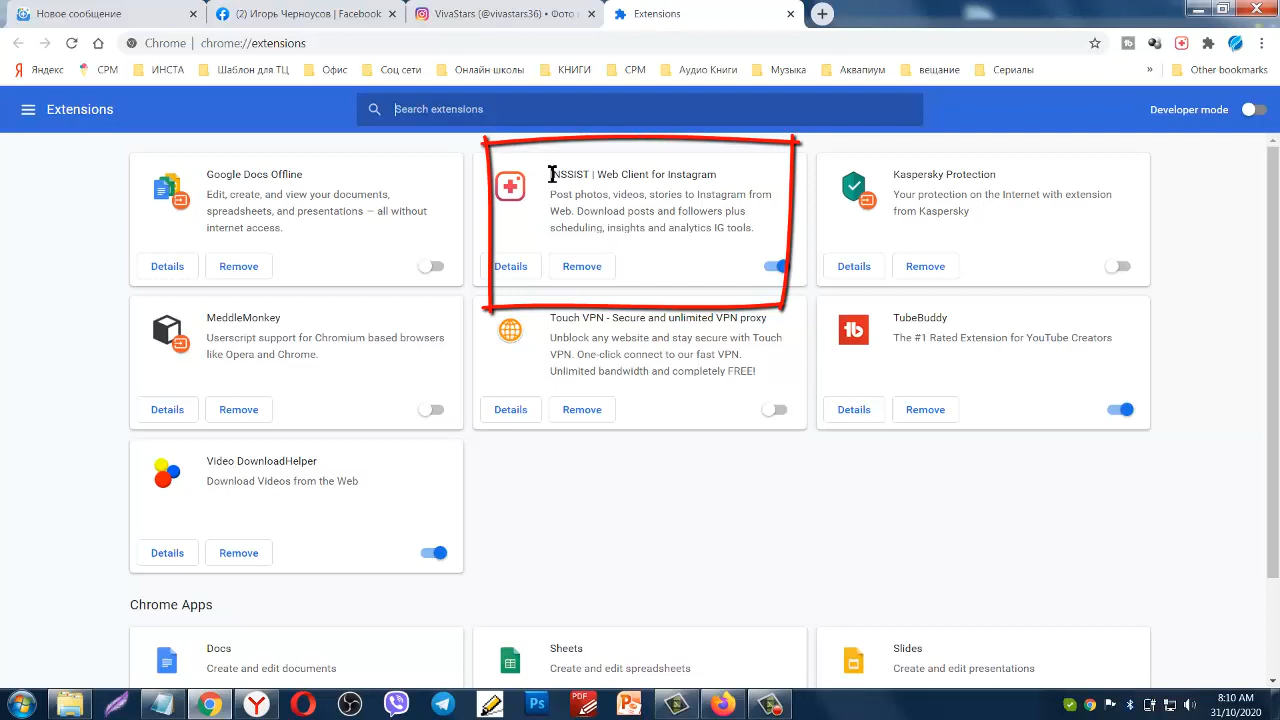 Новое сообщени
(2) Игорь Черноусов | Facebook
VivaStars (@vivastars36) • Фото
Extensions
Chrome | chrome://extensions
Яндекс
СРМ
ИНСТА
Шаблон для ТЦ
Офис
Соц сети
Онлайн школы
КНИГИ
СРМ
Аудио Книги
Музыка
Аквапиум
вещание
Сериалы
»
Other bookmarks
Extensions
Search extensions
Developer mode
Google Docs Offline
Edit, create, and view your documents,
spreadsheets, and presentations — all without
internet access.
Details
Remove
INSSIST | Web Client for Instagram
Post photos, videos, stories to Instagram from
Web. Download posts and followers plus
scheduling, insights and analytics IG tools.
Details
Remove
Kaspersky Protection
Your protection on the Internet with extension
from Kaspersky
Details
Remove
MeddleMonkey
Userscript support for Chromium based browsers
like Opera and Chrome.
Details
Remove
Touch VPN - Secure and unlimited VPN proxy
Unblock any website and stay secure with Touch
VPN. One-click connect to our fast VPN.
Unlimited bandwidth and completely FREE!
Details
Remove
TubeBuddy
The #1 Rated Extension for YouTube Creators
Details
Remove
Video DownloadHelper
Download Videos from the Web
Details
Remove
Chrome Apps
Docs
Create and edit documents
Sheets
Create and edit spreadsheets
Slides
Create and edit presentations
Ps
PDF
8:10 AM
31/10/2020